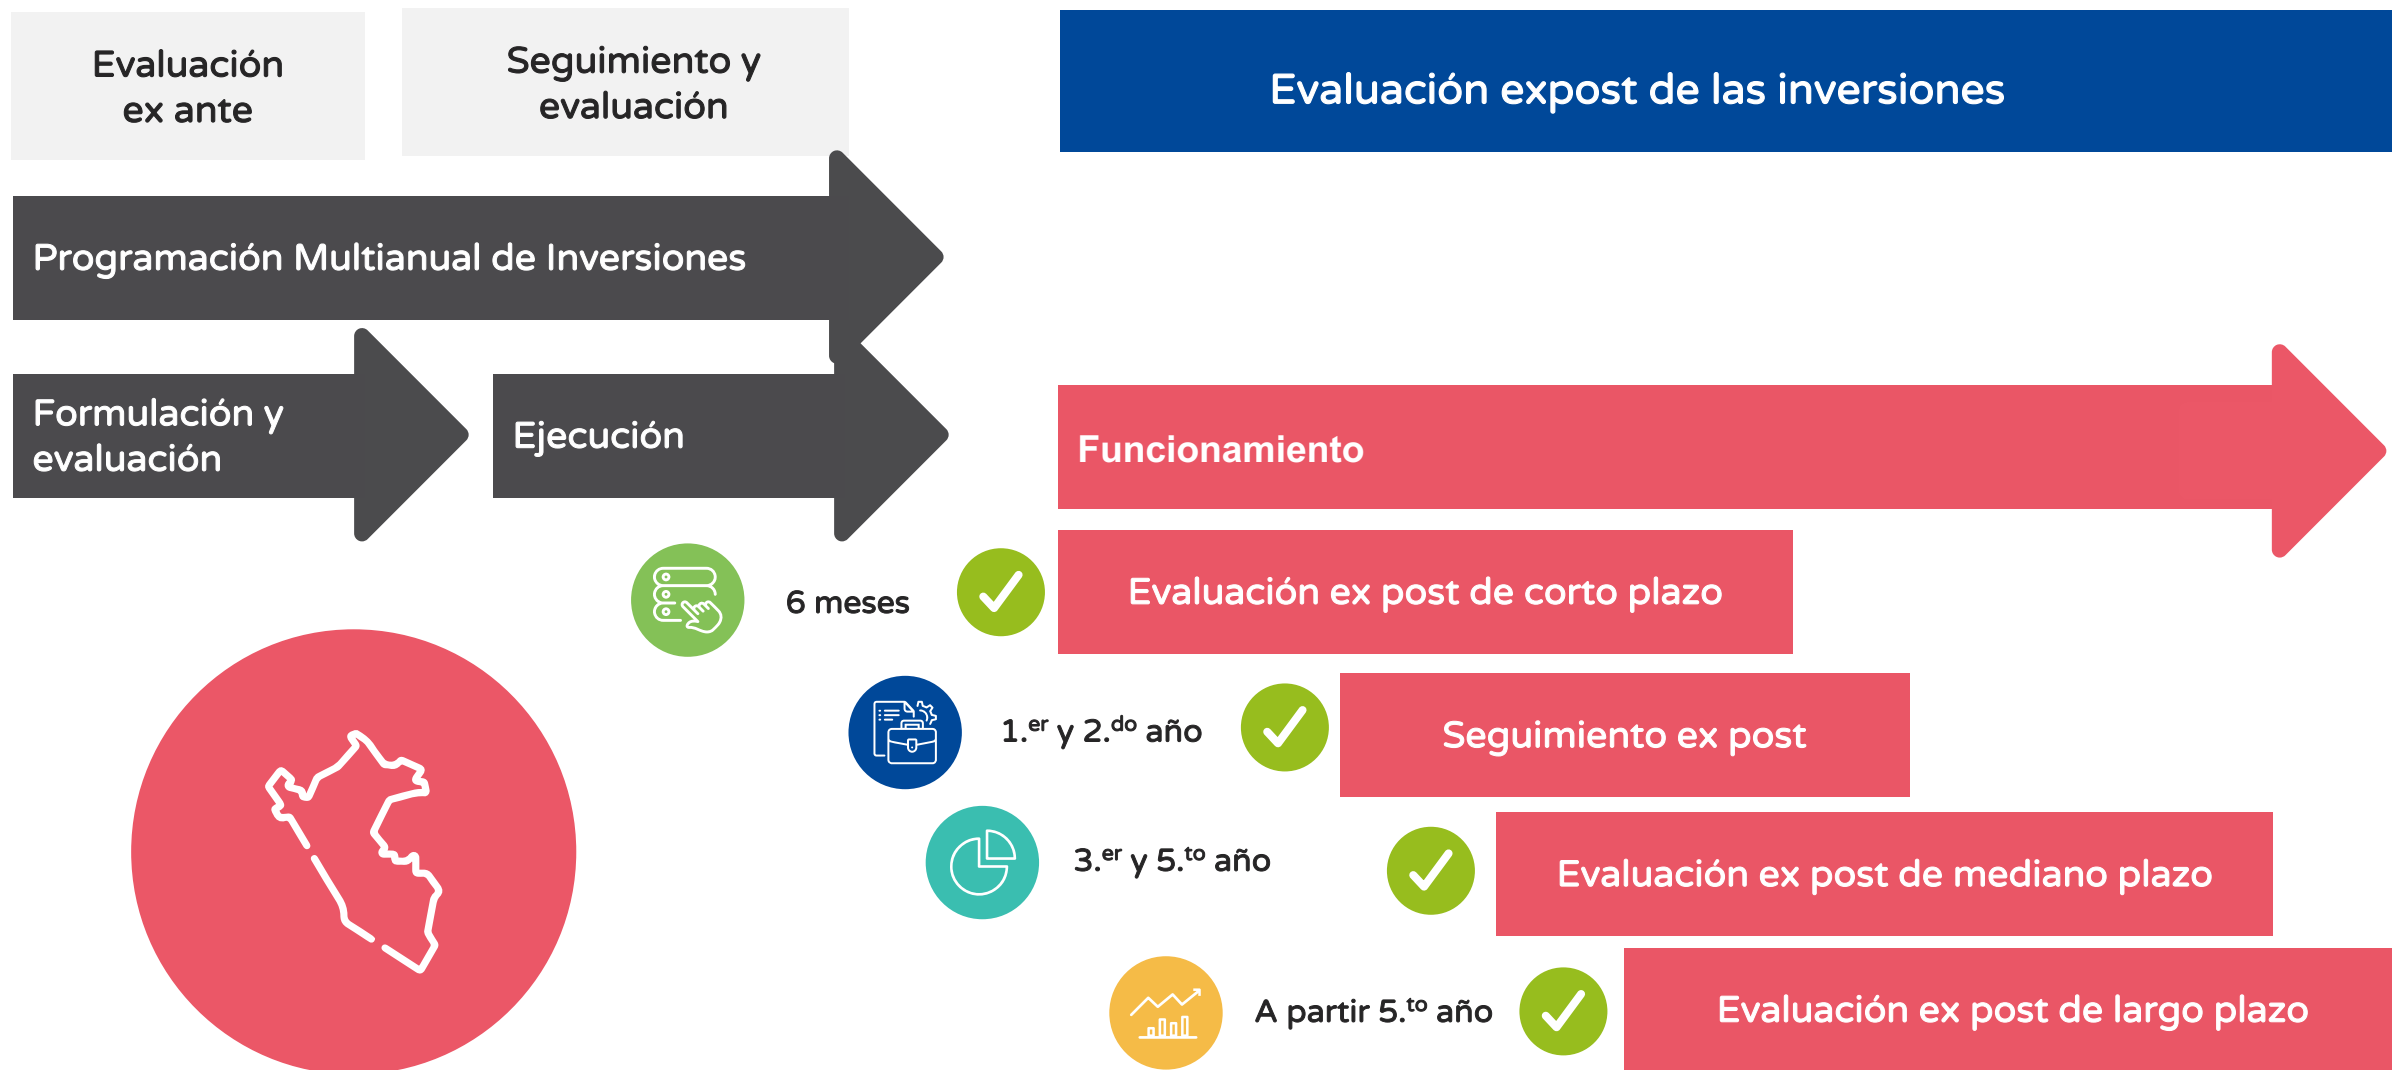 Evaluación
ex ante
Seguimiento y
evaluación
Evaluación expost de las inversiones
Programación Multianual de Inversiones
Formulación y
evaluación
Ejecución
Funcionamiento
6 meses
Evaluación ex post de corto plazo
1.er y 2.do año
Seguimiento ex post
3.er y 5.to año
Evaluación ex post de mediano plazo
A partir 5.to año
Evaluación ex post de largo plazo